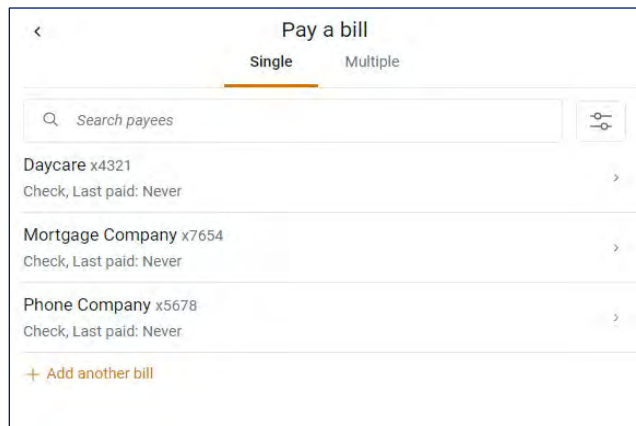 Pay a bill
Single Multiple
Search payees
Daycare x4321
Check, Last paid: Never
Mortgage Company x7654
Check, Last paid: Never
Phone Company x5678
Check, Last paid: Never
+ Add another bill